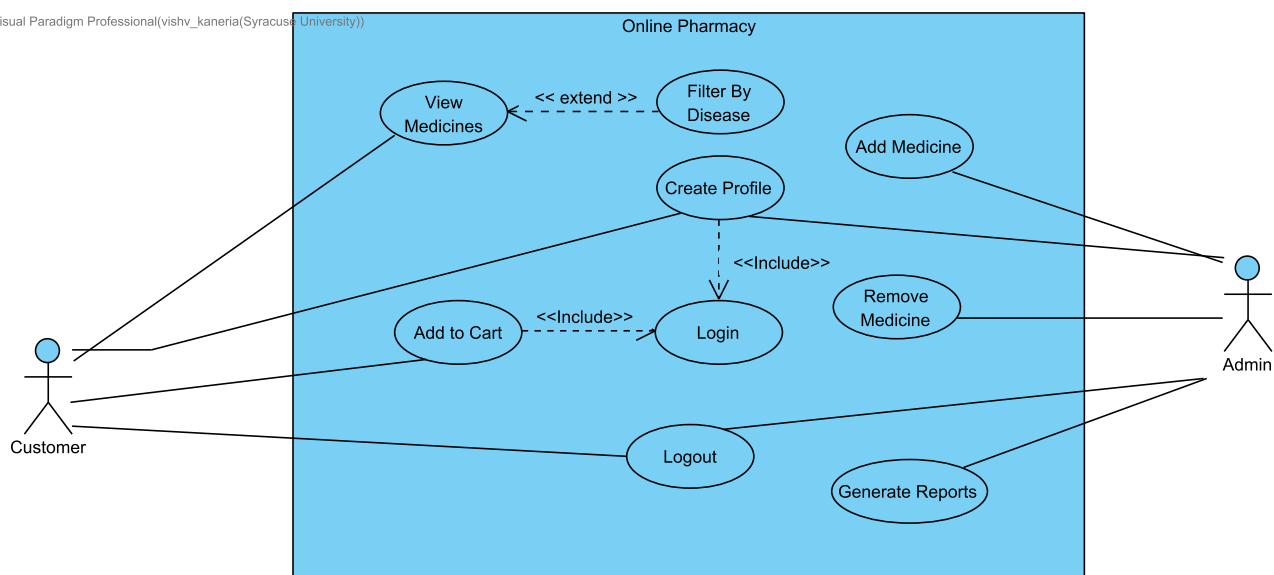 isual Paradigm Professional(vishv_kaneria(Syracuse University))
Online Pharmacy
View
Medicines
<< extend >>
Filter By
Disease
Add Medicine
Create Profile
<<Include>>
Remove
Medicine
Add to Cart
<<Include>>
Login
Customer
Admin
Logout
Generate Reports